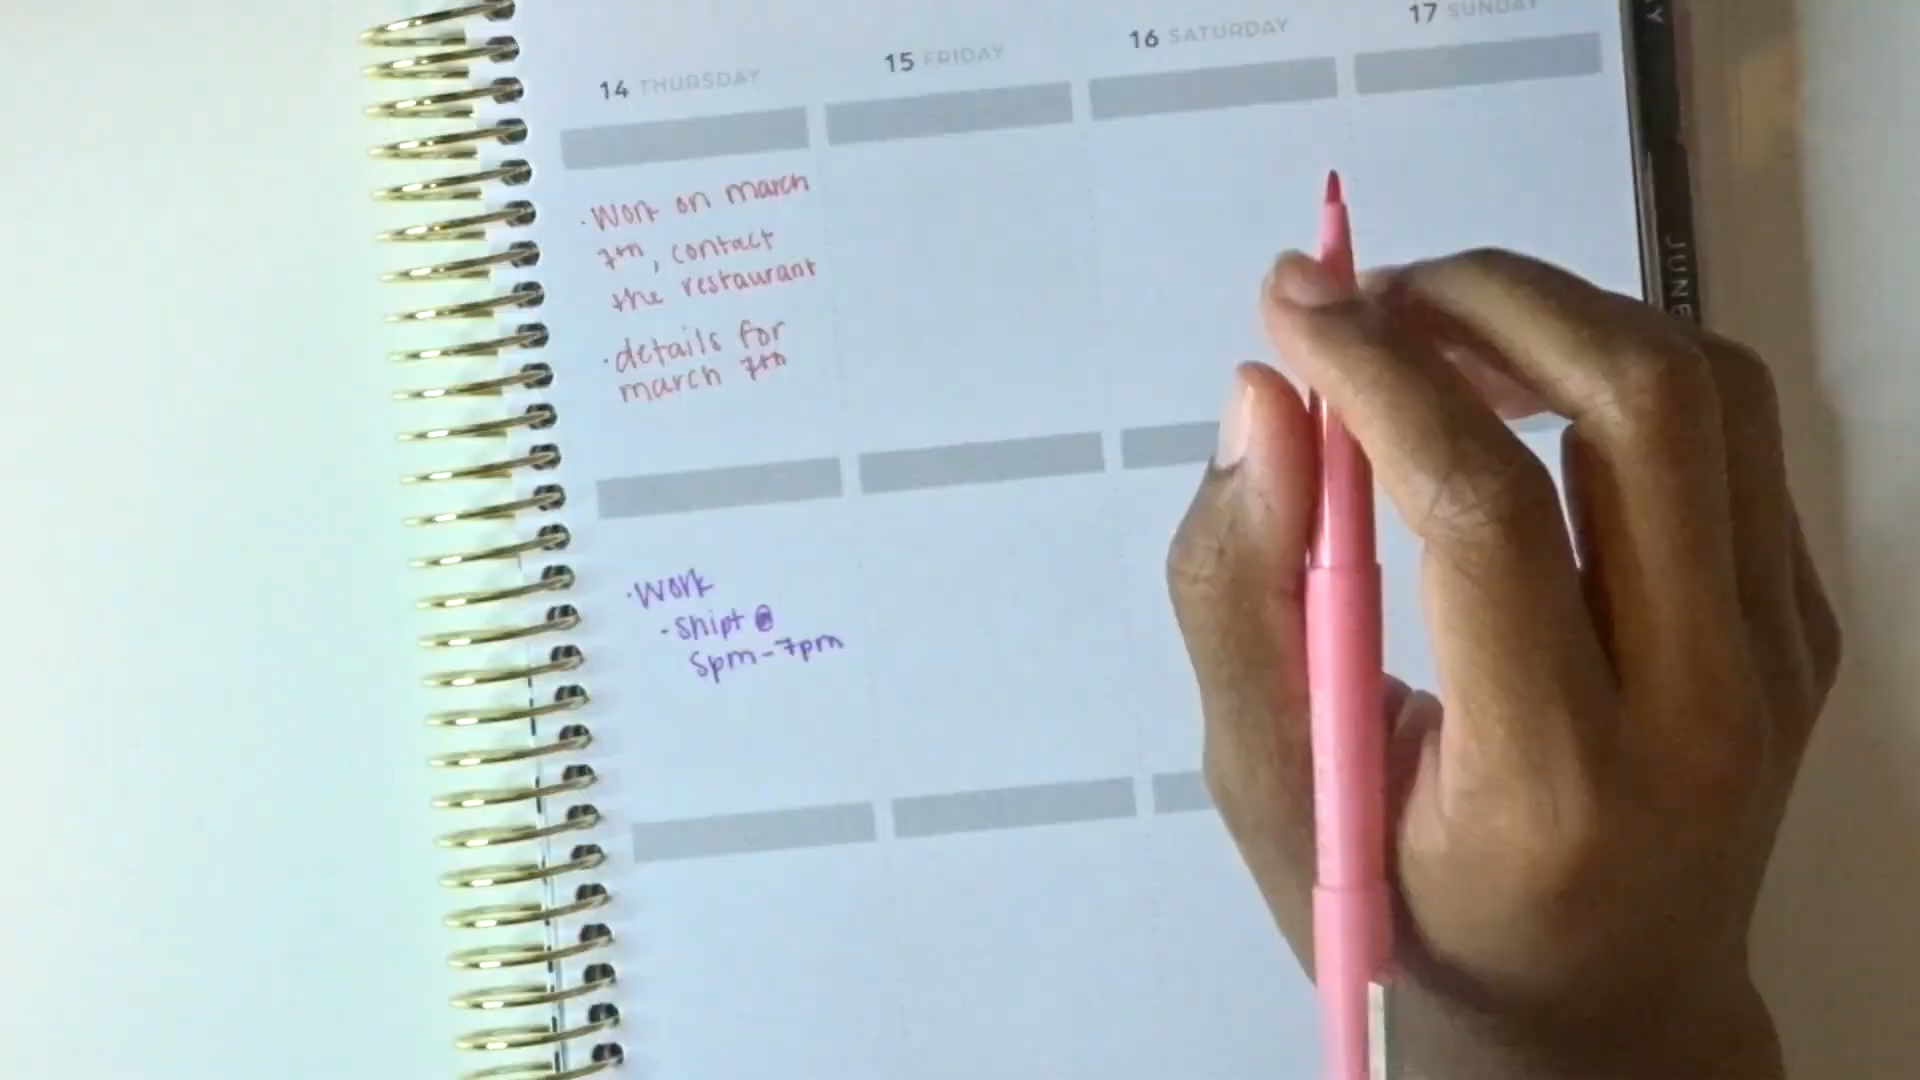 14 THURSDAY
15 FRIDAY
16 SATURDAY
17 SUNDAY
· Work on march
7th, contact
the restaurant
· details for
march 7th
· Work
- Shipt @
5pm - 7pm
JUNE